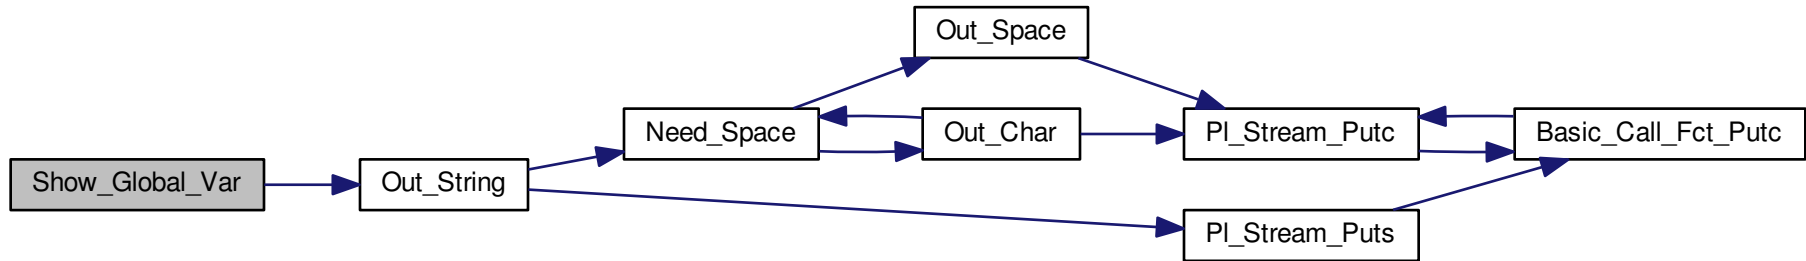 Out_Space
Need_Space
Out_Char
Pl_Stream_Putc
Basic_Call_Fct_Putc
Show_Global_Var
Out_String
Pl_Stream_Puts